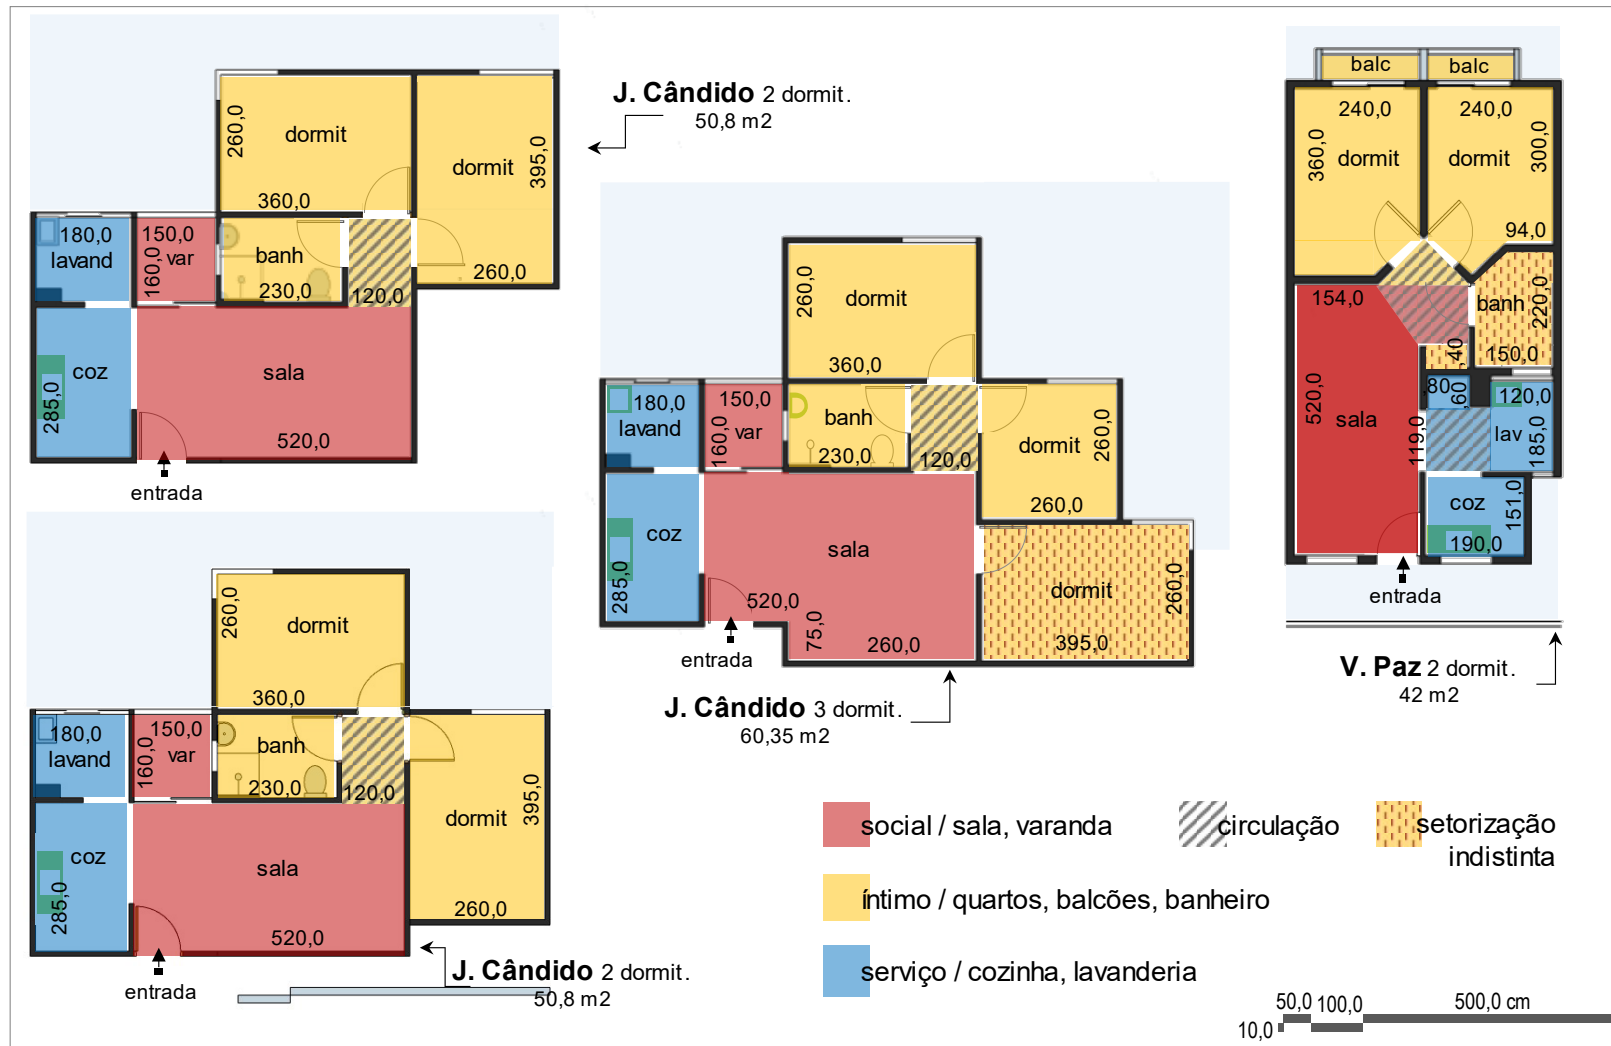 J. Cândido 2 dormit.
50,8 m2
dormit
260,0
360,0
dormit
395,0
260,0
180,0
lavand
150,0
160,0
var
banh
230,0
120,0
coz
285,0
sala
520,0
entrada
dormit
260,0
360,0
180,0
lavand
150,0
160,0
var
banh
230,0
120,0
dormit
260,0
260,0
coz
285,0
sala
520,0
75,0
260,0
dormit
260,0
395,0
entrada
J. Cândido 3 dormit.
60,35 m2
balc
balc
240,0
360,0
dormit
240,0
300,0
dormit
94,0
154,0
banh
220,0
150,0
,40
,80
,60
120,0
520,0
sala
119,0
lav
185,0
coz
151,0
190,0
entrada
V. Paz 2 dormit.
42 m2
260,0
dormit
360,0
180,0
lavand
150,0
160,0
var
banh
230,0
120,0
395,0
dormit
260,0
coz
285,0
sala
520,0
entrada
J. Cândido 2 dormit.
50,8 m2
social / sala, varanda
circulação
setorização
indistinta
íntimo / quartos, balcões, banheiro
serviço / cozinha, lavanderia
50,0 100,0 500,0 cm
10,0